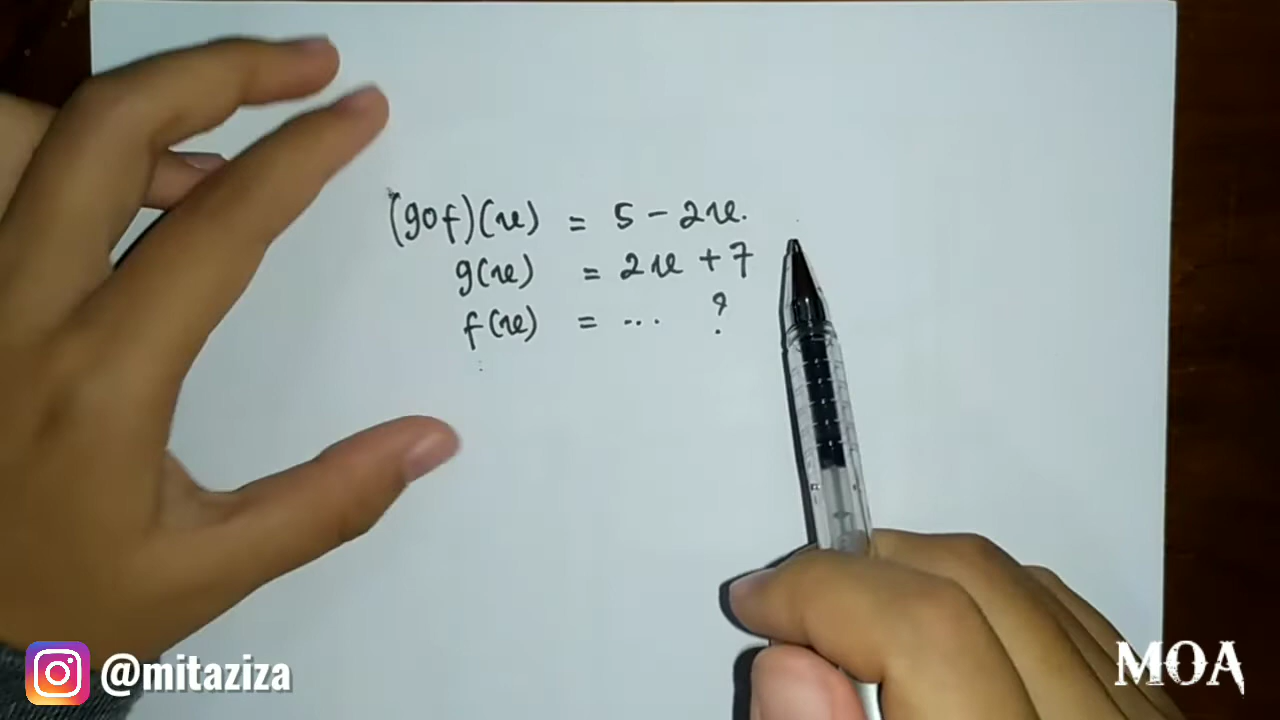 (gof)(x) = 5 - 2x.
g(x) = 2x + 7
f(x) = ... ?
@mitaziza
MOA